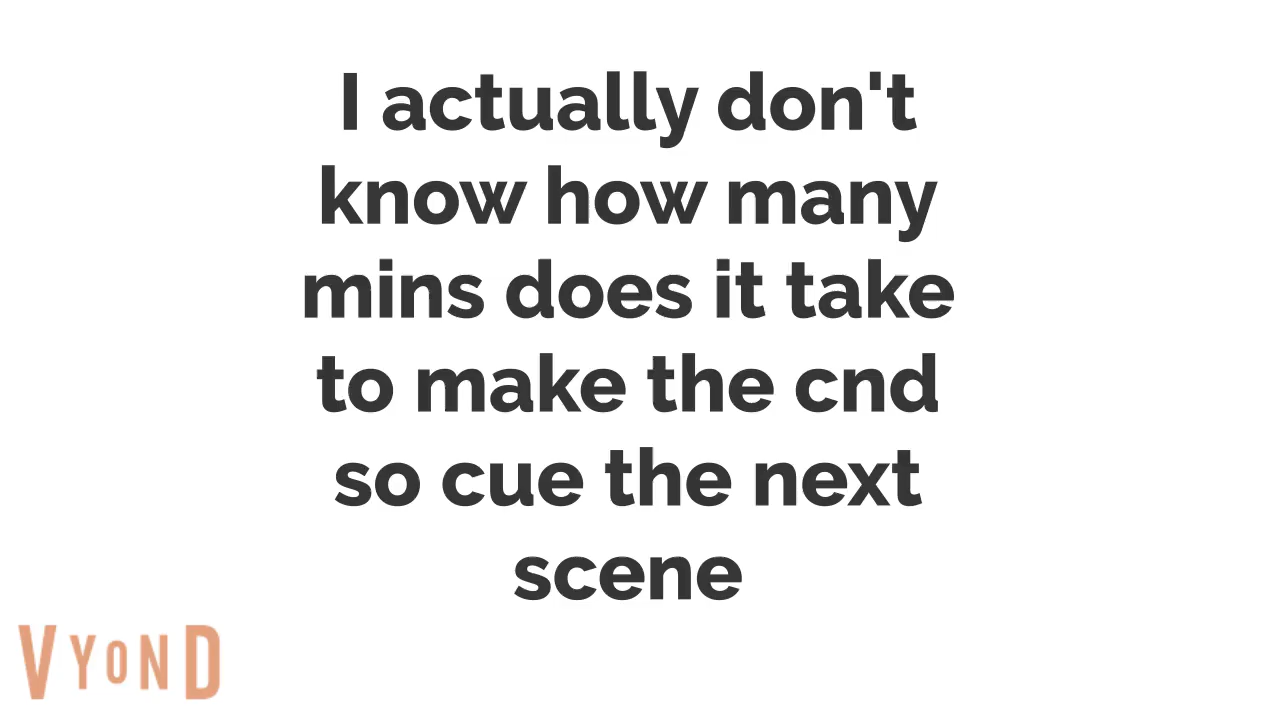 I actually don't
know how many
mins does it take
to make the cnd
so cue the next
scene
VYOND